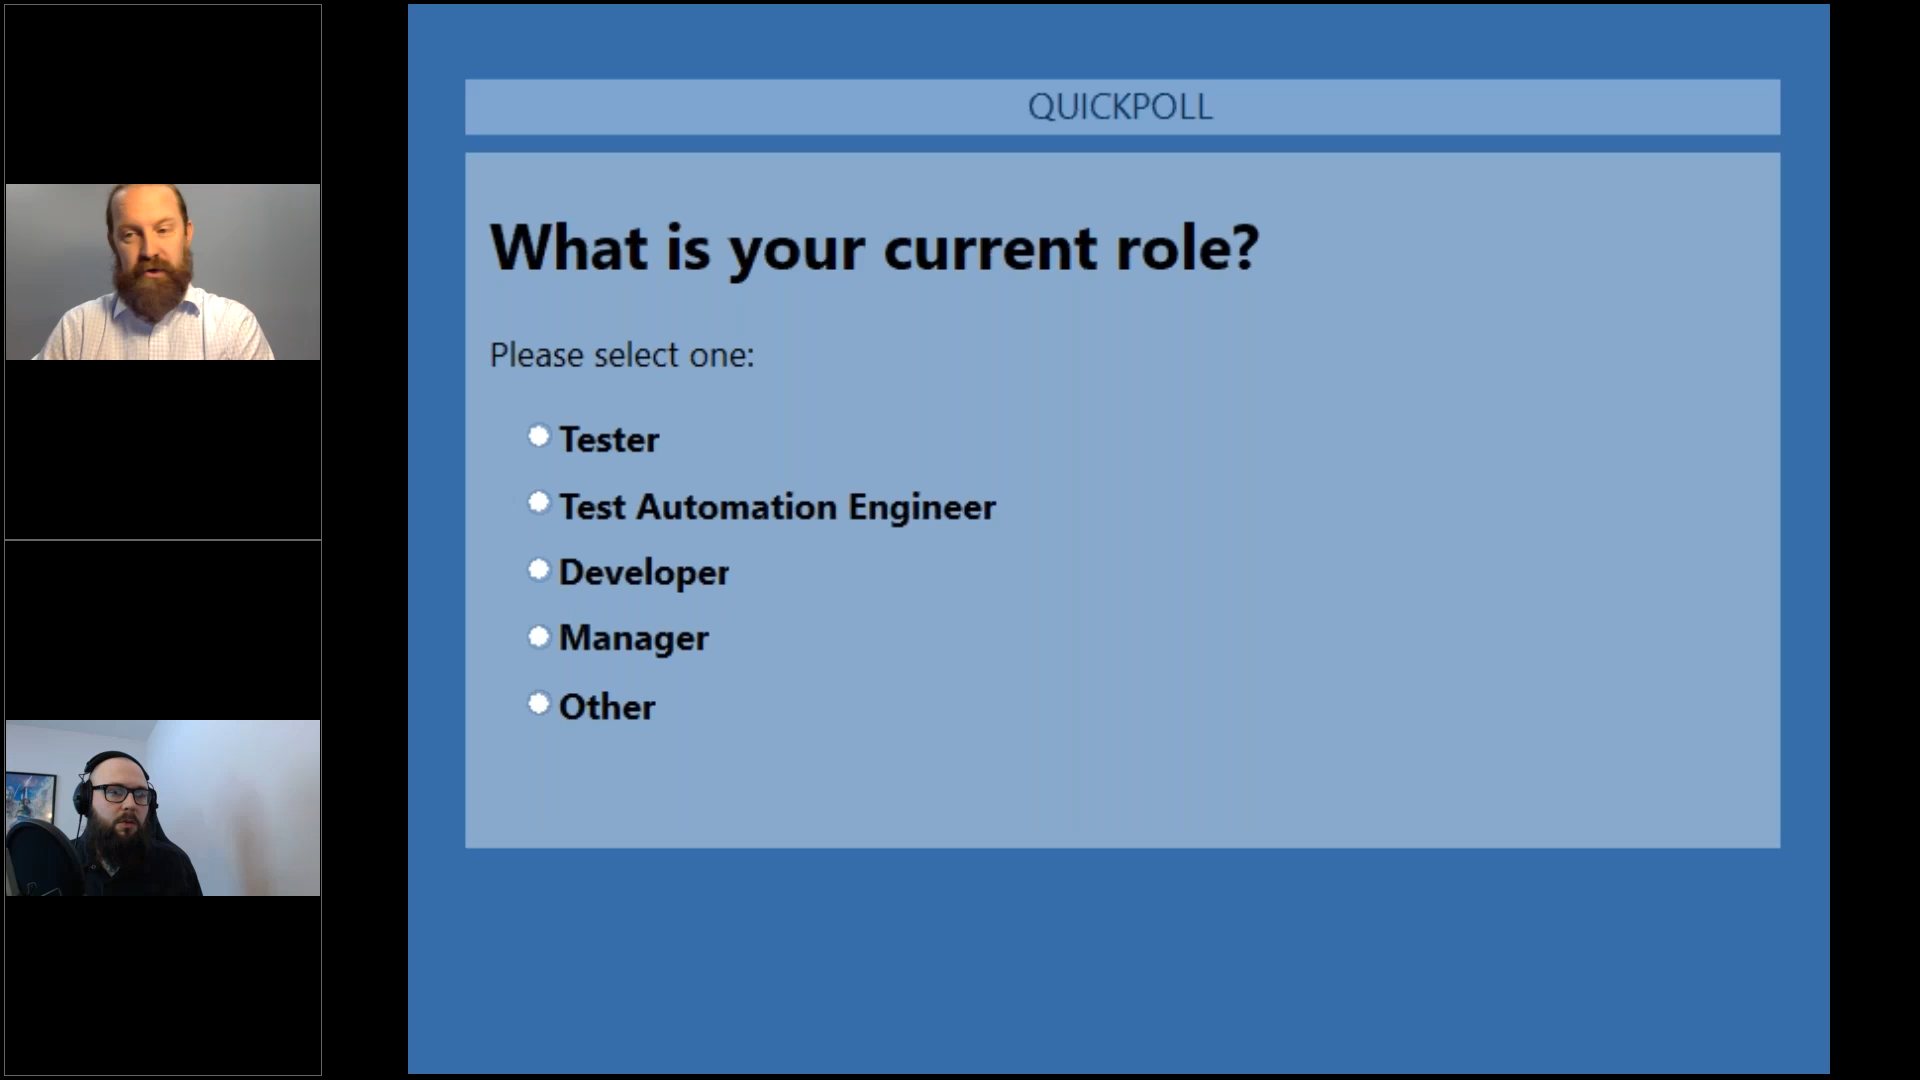 QUICKPOLL
What is your current role?
Please select one:
Tester
Test Automation Engineer
Developer
Manager
Other